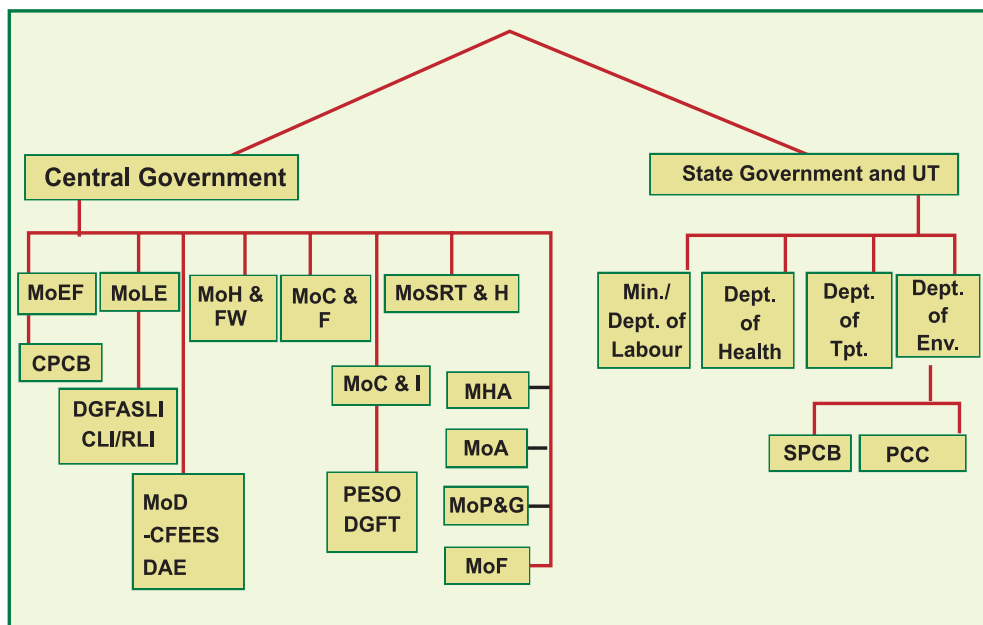 Central Government
State Government and UT
MoEF
MoLE
MoH &
FW
MoC &
F
MoSRT & H
CPCB
DGFASLI
CLI/RLI
MoD
-CFEES
DAE
MoC & I
PESO
DGFT
MHA
MoA
MoP&G
MoF
Min./
Dept. of
Labour
Dept.
of
Health
Dept.
of
Tpt.
Dept.
of
Env.
SPCB
PCC